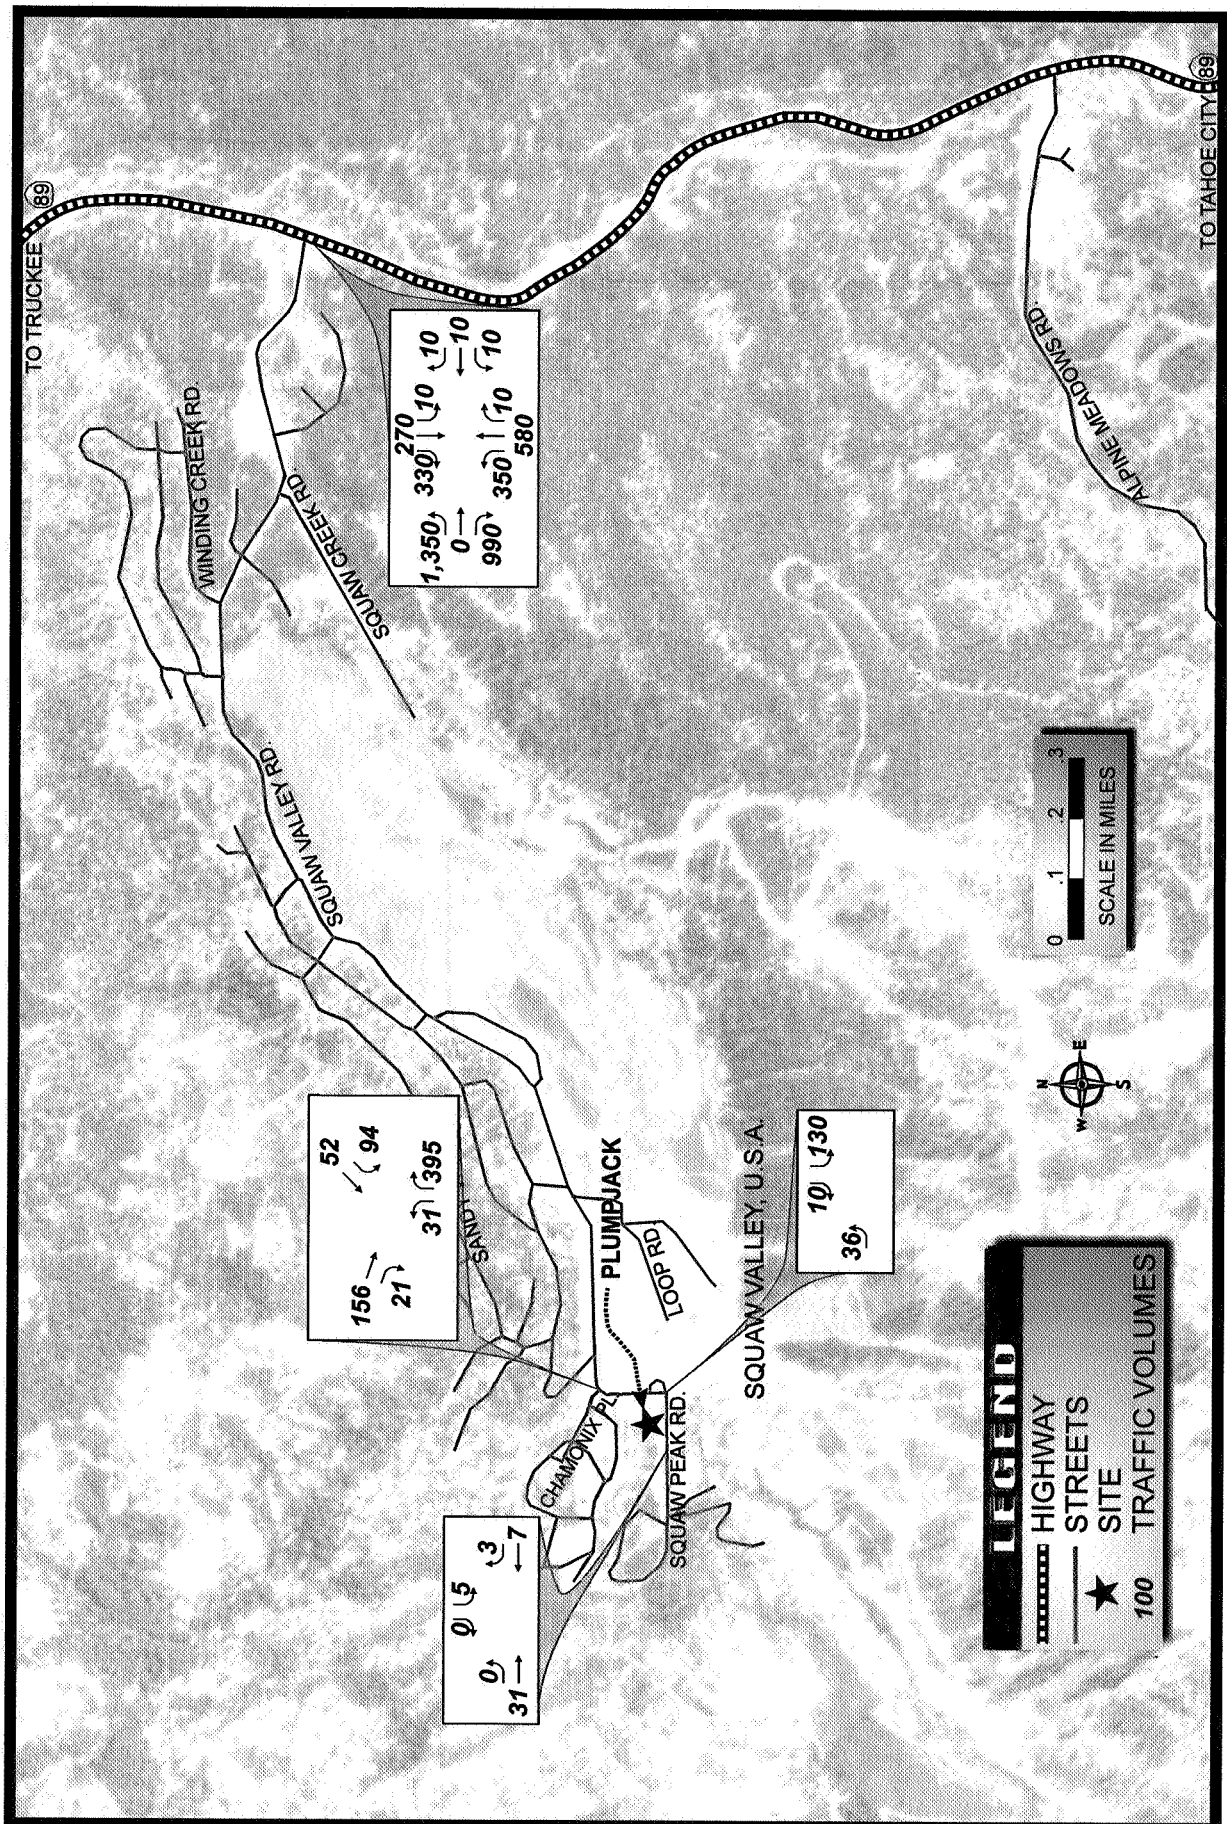 TO TRUCKEE
89
WINDING CREEK RD.
SQUAW CREEK RD.
SQUAW VALLEY RD.
1,350
0
990
330
270
10
10
10
10
350
580
10
TO TAHOE CITY
89
ALPINE MEADOWS RD.
52
94
156
21
31
395
SAND
PLUMPJACK
LOOP RD
CHAMONIX PL.
SQUAW VALLEY, U.S.A.
10
130
36
SQUAW PEAK RD.
0
5
0
31
3
7
N
E
S
W
0 .1 .2 .3
SCALE IN MILES
LEGEND
HIGHWAY
STREETS
SITE
100 TRAFFIC VOLUMES